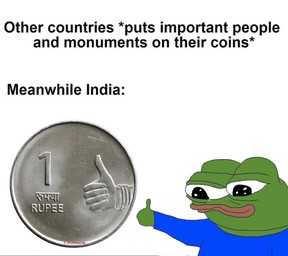 Other countries *puts important people
and monuments on their coins*
Meanwhile India:
1
रुपया
RUPEE